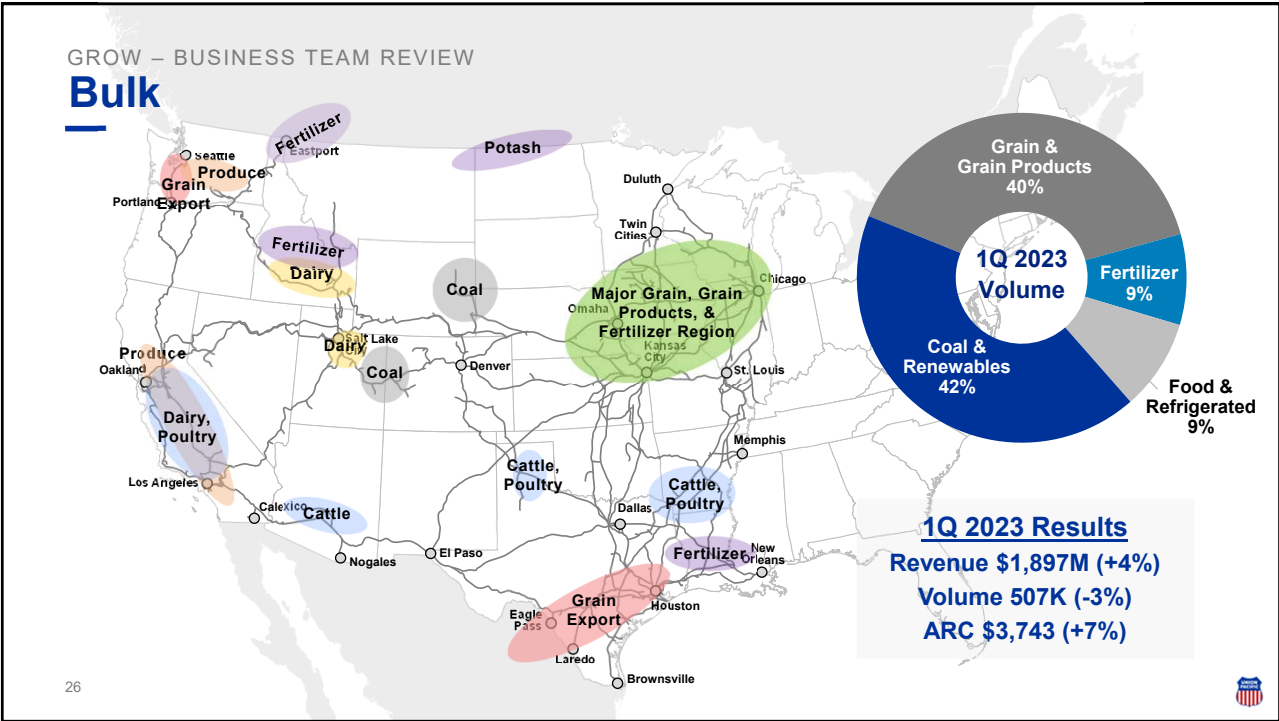 GROW – BUSINESS TEAM REVIEW
Bulk
Fertilizer
Eastport
Potash
Seattle
Produce
Grain
Export
Portland
Duluth
Twin
Cities
Fertilizer
Dairy
Coal
Major Grain, Grain
Products, &
Fertilizer Region
Chicago
Omaha
Kansas
City
Salt Lake
Dairy
Coal
Denver
St. Louis
Produce
Oakland
Dairy,
Poultry
Los Angeles
Calexico
Cattle
Nogales
El Paso
Cattle,
Poultry
Memphis
Cattle,
Poultry
Dallas
Fertilizer
New
Orleans
Grain
Export
Houston
Eagle
Pass
Laredo
Brownsville
Grain &
Grain Products
40%
1Q 2023
Volume
Fertilizer
9%
Coal &
Renewables
42%
Food &
Refrigerated
9%
1Q 2023 Results
Revenue $1,897M (+4%)
Volume 507K (-3%)
ARC $3,743 (+7%)
26
UNION
PACIFIC